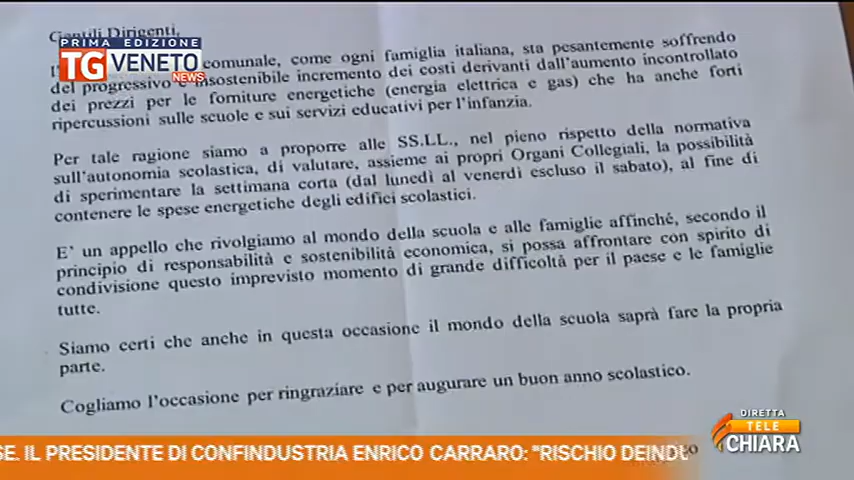 Gentili Dirigenti,
PRIMA EDIZIONE
TG VENETO
NEWS
comunale, come ogni famiglia italiana, sta pesantemente soffrendo
del progressivo e insostenibile incremento dei costi derivanti dall'aumento incontrollato
dei prezzi per le forniture energetiche (energia elettrica e gas) che ha anche forti
ripercussioni sulle scuole e sui servizi educativi per l'infanzia.
Per tale ragione siamo a proporre alle SS.LL., nel pieno rispetto della normativa
sull'autonomia scolastica, di valutare, assieme ai propri Organi Collegiali, la possibilità
di sperimentare la settimana corta (dal lunedì al venerdì escluso il sabato), al fine di
contenere le spese energetiche degli edifici scolastici.
E' un appello che rivolgiamo al mondo della scuola e alle famiglie affinché, secondo il
principio di responsabilità e sostenibilità economica, si possa affrontare con spirito di
condivisione questo imprevisto momento di grande difficoltà per il paese e le famiglie
tutte.
Siamo certi che anche in questa occasione il mondo della scuola saprà fare la propria
parte.
Cogliamo l'occasione per ringraziare e per augurare un buon anno scolastico.
DIRETTA
TELE
CHIARA
SE. IL PRESIDENTE DI CONFINDUSTRIA ENRICO CARRARO: "RISCHIO DEINDU